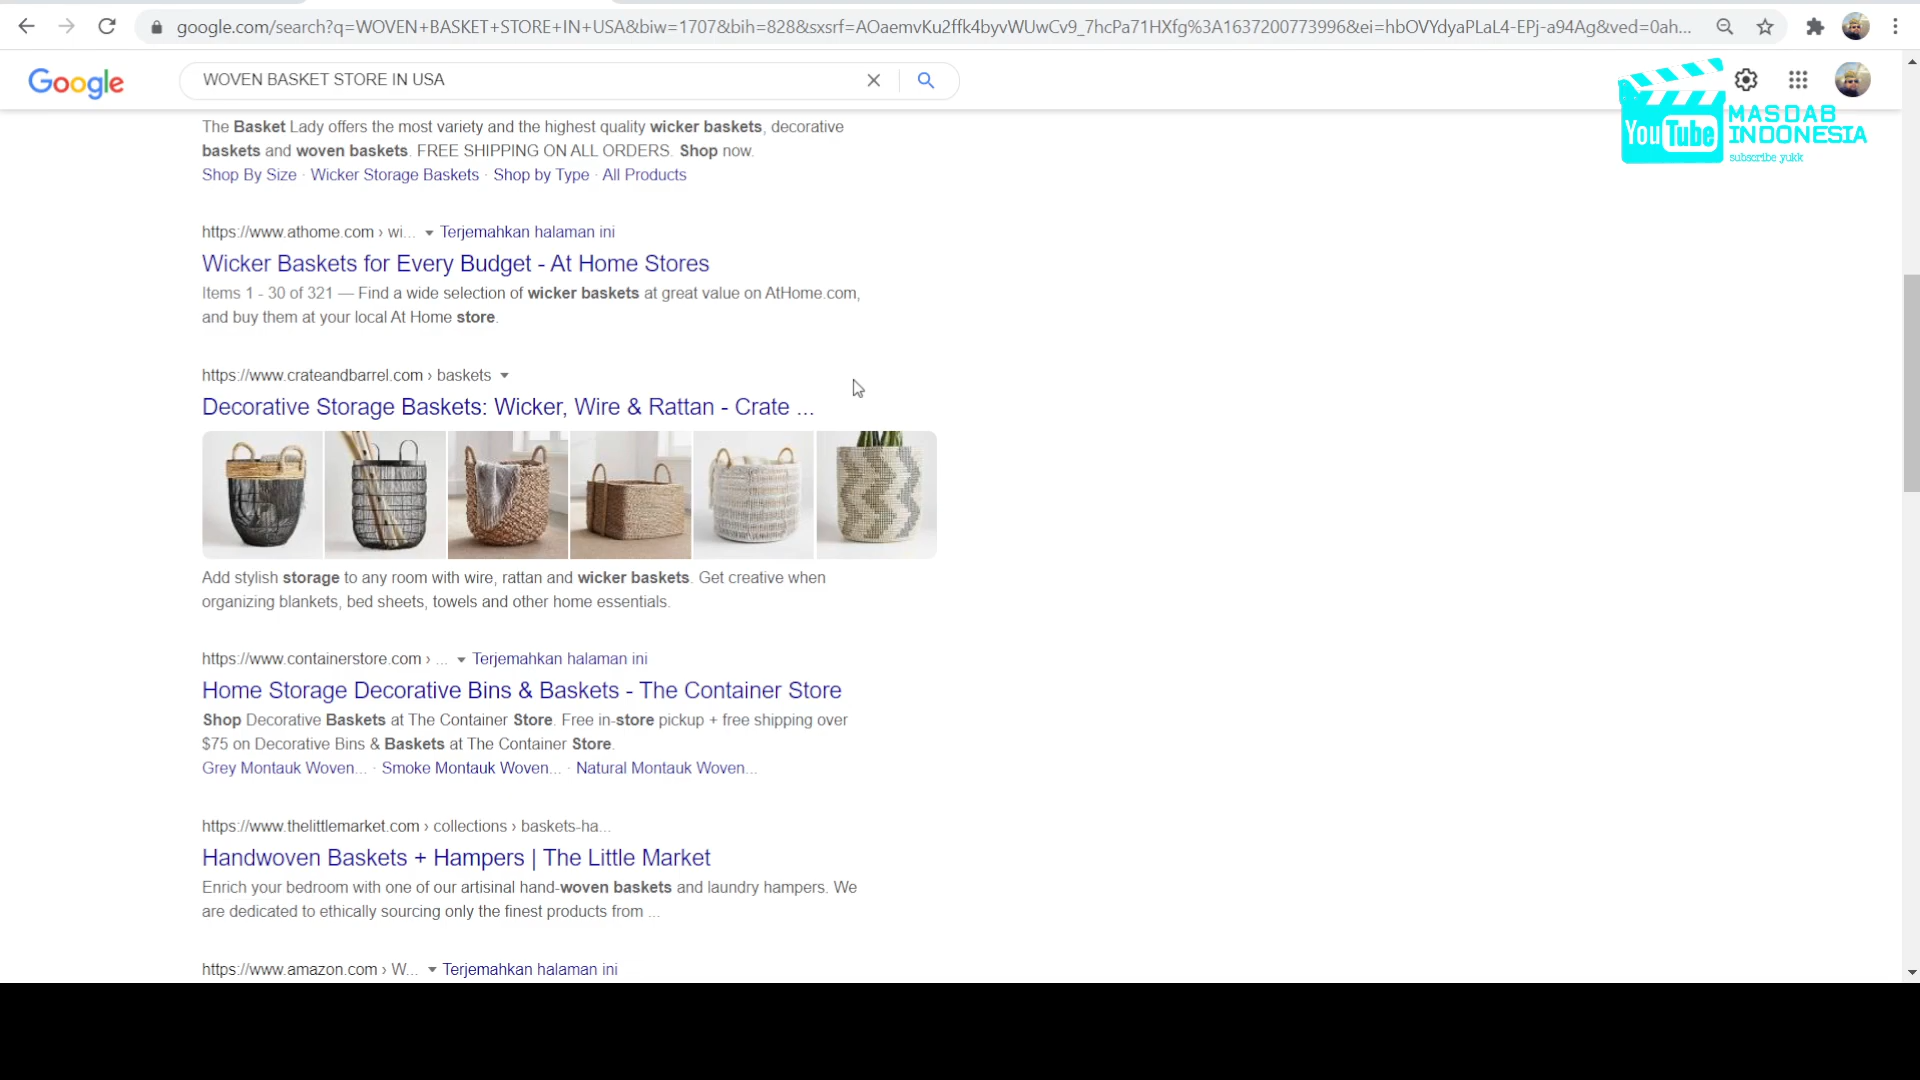 google.com/search?q=WOVEN+BASKET+STORE+IN+USA&biw=1707&bih=828&sxsrf=AOaemvKu2ffk4byvWUwCv9_7hcPa71HXfg%3A1637200773996&ei=hbOVYdyaPLaL4-EPj-a94Ag&ved=0ah...
Google
WOVEN BASKET STORE IN USA
YouTube
MASDAB
INDONESIA
subscribe yukk
The Basket Lady offers the most variety and the highest quality wicker baskets, decorative
baskets and woven baskets. FREE SHIPPING ON ALL ORDERS. Shop now.
Shop By Size · Wicker Storage Baskets · Shop by Type · All Products
https://www.athome.com › wi... Terjemahkan halaman ini
Wicker Baskets for Every Budget - At Home Stores
Items 1 - 30 of 321 — Find a wide selection of wicker baskets at great value on AtHome.com,
and buy them at your local At Home store.
https://www.crateandbarrel.com › baskets
Decorative Storage Baskets: Wicker, Wire & Rattan - Crate ...
Add stylish storage to any room with wire, rattan and wicker baskets. Get creative when
organizing blankets, bed sheets, towels and other home essentials.
https://www.containerstore.com › ... Terjemahkan halaman ini
Home Storage Decorative Bins & Baskets - The Container Store
Shop Decorative Baskets at The Container Store. Free in-store pickup + free shipping over
$75 on Decorative Bins & Baskets at The Container Store.
Grey Montauk Woven... · Smoke Montauk Woven... · Natural Montauk Woven...
https://www.thelittlemarket.com › collections › baskets-ha...
Handwoven Baskets + Hampers | The Little Market
Enrich your bedroom with one of our artisinal hand-woven baskets and laundry hampers. We
are dedicated to ethically sourcing only the finest products from ...
https://www.amazon.com › W... Terjemahkan halaman ini